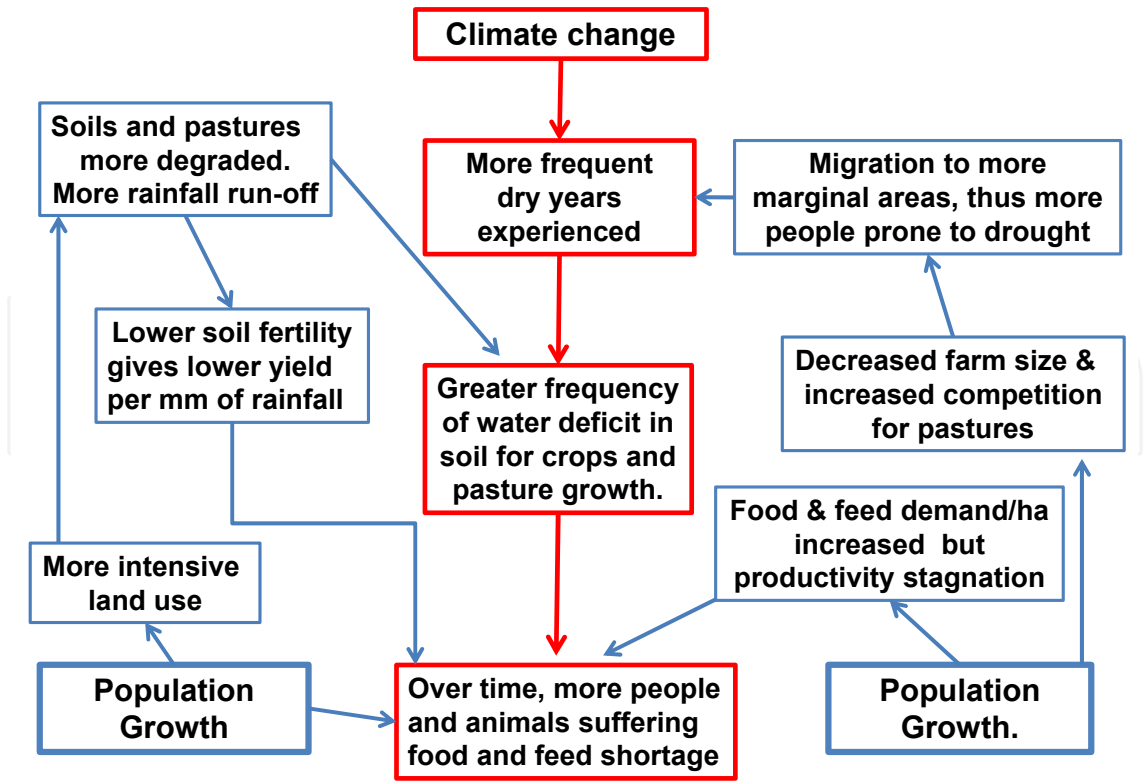 Climate change
Soils and pastures
more degraded.
More rainfall run-off
More frequent
dry years
experienced
Migration to more
marginal areas, thus more
people prone to drought
Lower soil fertility
gives lower yield
per mm of rainfall
Decreased farm size &
increased competition
for pastures
Greater frequency
of water deficit in
soil for crops and
pasture growth.
Food & feed demand/ha
increased but
productivity stagnation
More intensive
land use
Population
Growth
Over time, more people
and animals suffering
food and feed shortage
Population
Growth.